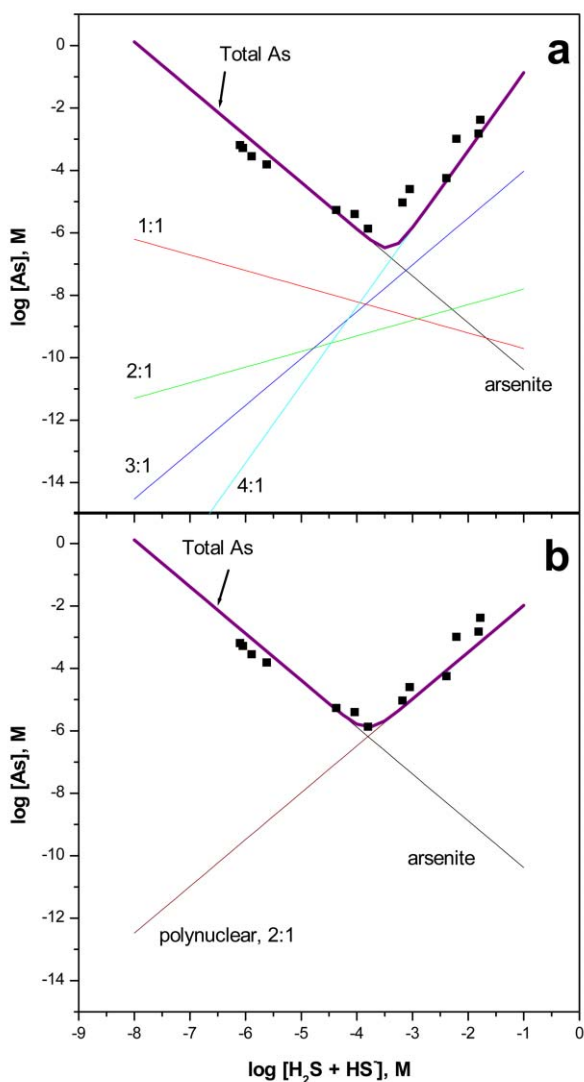 a
Total As
0
-2
-4
-6
-8
-10
-12
-14
log [As], M
1:1
2:1
3:1
4:1
arsenite
b
Total As
0
-2
-4
-6
-8
-10
-12
-14
log [As], M
arsenite
polynuclear, 2:1
-9 -8 -7 -6 -5 -4 -3 -2 -1 0
log [H₂S + HS⁻], M